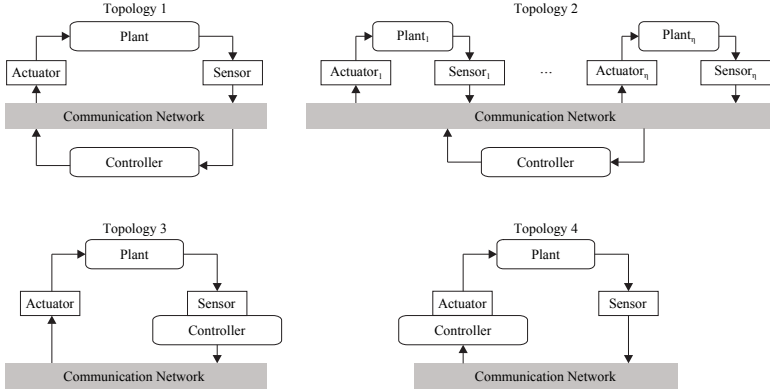 Topology 1
Plant
Actuator
Sensor
Communication Network
Controller
Topology 2
Plant₁
Plantη
Actuator₁
Sensor₁
...
Actuatorη
Sensorη
Communication Network
Controller
Topology 3
Plant
Actuator
Sensor
Controller
Communication Network
Topology 4
Plant
Actuator
Sensor
Controller
Communication Network